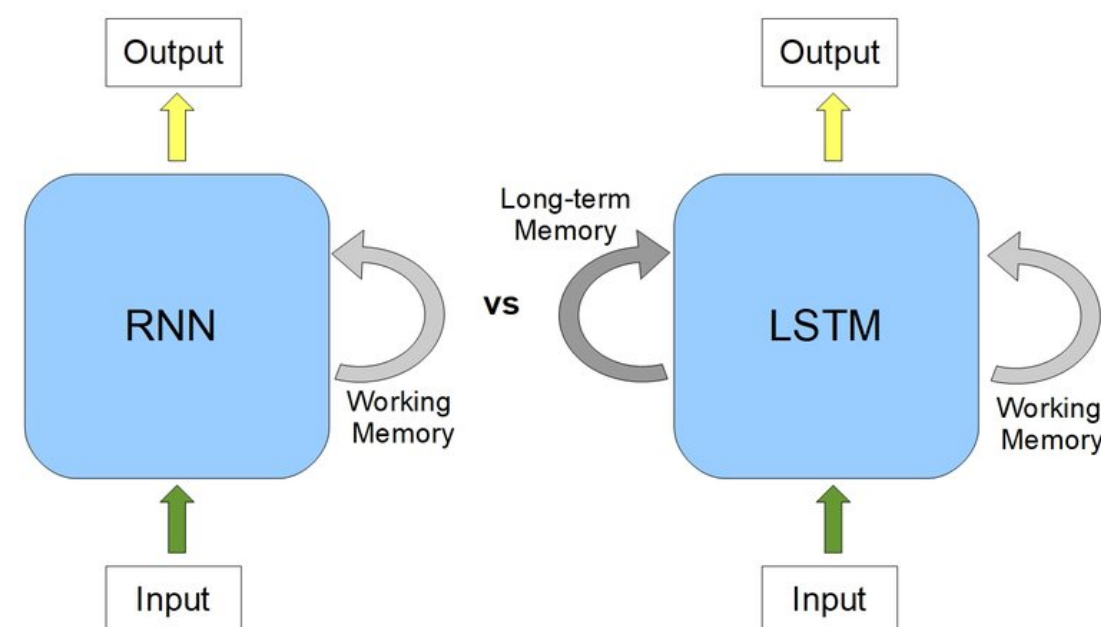 Output
RNN
Working
Memory
Input
vs
Output
Long-term
Memory
LSTM
Working
Memory
Input